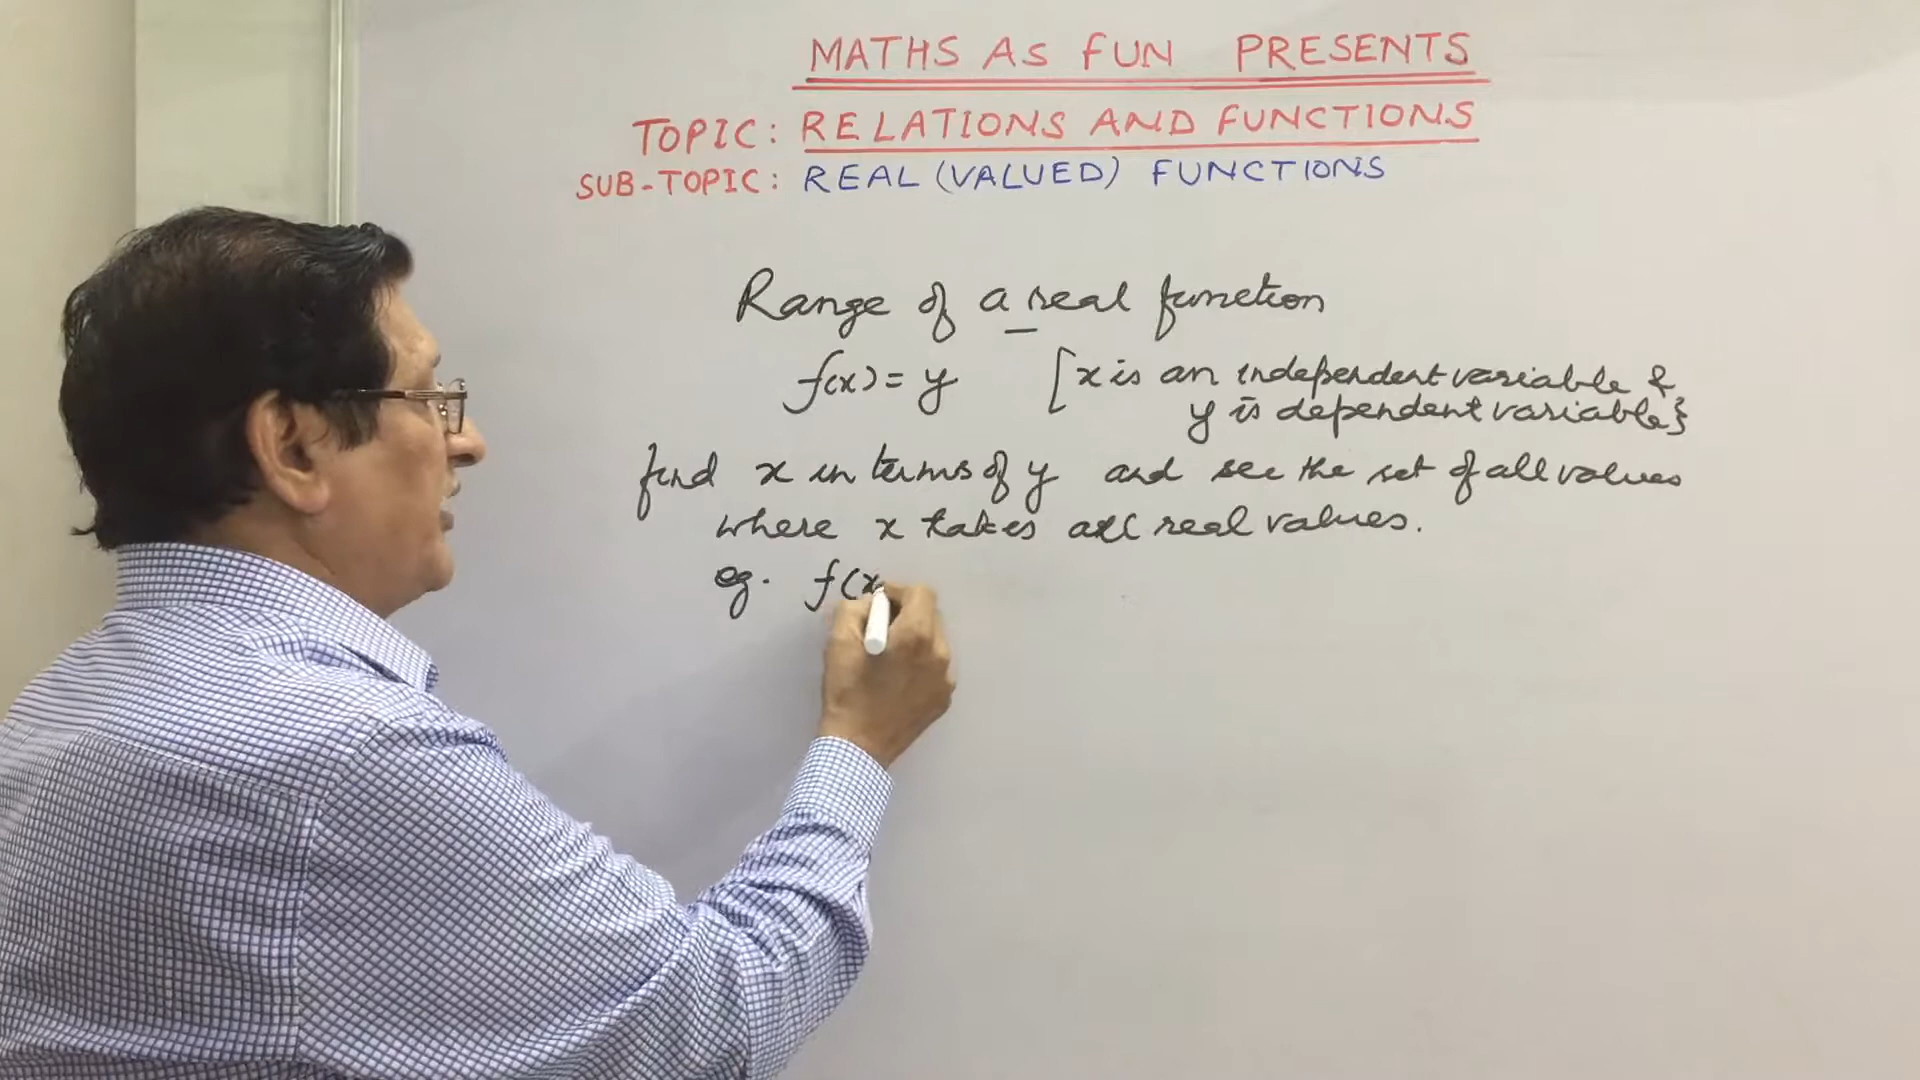 MATHS AS FUN PRESENTS
TOPIC: RELATIONS AND FUNCTIONS
SUB-TOPIC: REAL (VALUED) FUNCTIONS
Range of a real function
f(x) = y [x is an independent variable &
y is dependent variable}
find x in terms of y and see the set of all values
where x takes all real values.
eg. f(x